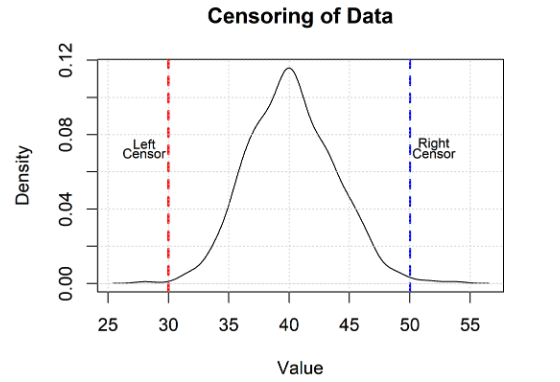 Censoring of Data
0.12
0.08
0.04
0.00
Density
Left
Censor
Right
Censor
25 30 35 40 45 50 55
Value